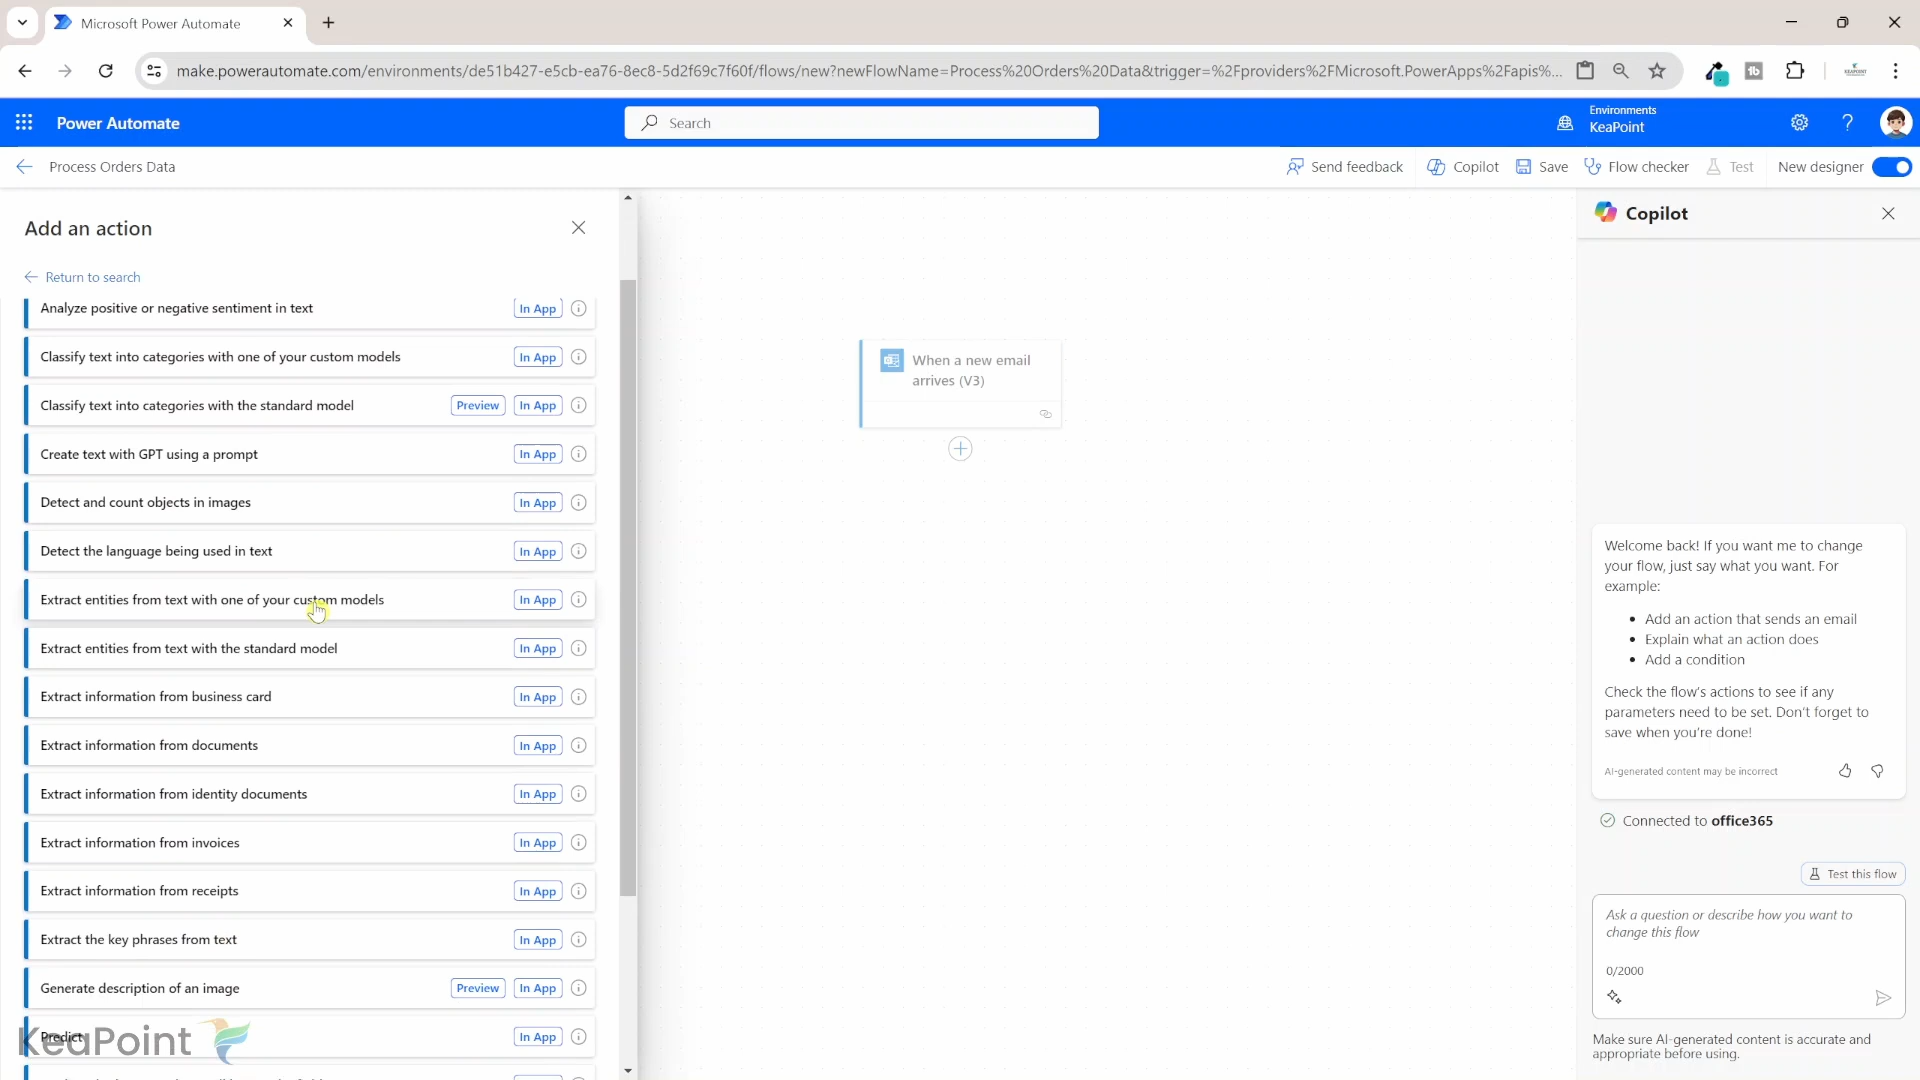 Microsoft Power Automate
make.powerautomate.com/environments/de51b427-e5cb-ea76-8ec8-5d2f69c7f60f/flows/new?newFlowName=Process%20Orders%20Data&trigger=%2Fproviders%2FMicrosoft.PowerApps%2Fapis%...
Power Automate
Search
Environments
KeaPoint
Process Orders Data
Send feedback
Copilot
Save
Flow checker
Test
New designer
Add an action
Return to search
Analyze positive or negative sentiment in text
In App
Classify text into categories with one of your custom models
In App
Classify text into categories with the standard model
Preview
In App
Create text with GPT using a prompt
In App
Detect and count objects in images
In App
Detect the language being used in text
In App
Extract entities from text with one of your custom models
In App
Extract entities from text with the standard model
In App
Extract information from business card
In App
Extract information from documents
In App
Extract information from identity documents
In App
Extract information from invoices
In App
Extract information from receipts
In App
Extract the key phrases from text
In App
Generate description of an image
Preview
In App
Predict
In App
KeaPoint
When a new email
arrives (V3)
Copilot
Welcome back! If you want me to change
your flow, just say what you want. For
example:
• Add an action that sends an email
• Explain what an action does
• Add a condition
Check the flow's actions to see if any
parameters need to be set. Don't forget to
save when you're done!
AI-generated content may be incorrect
Connected to office365
Test this flow
Ask a question or describe how you want to
change this flow
0/2000
Make sure AI-generated content is accurate and
appropriate before using.